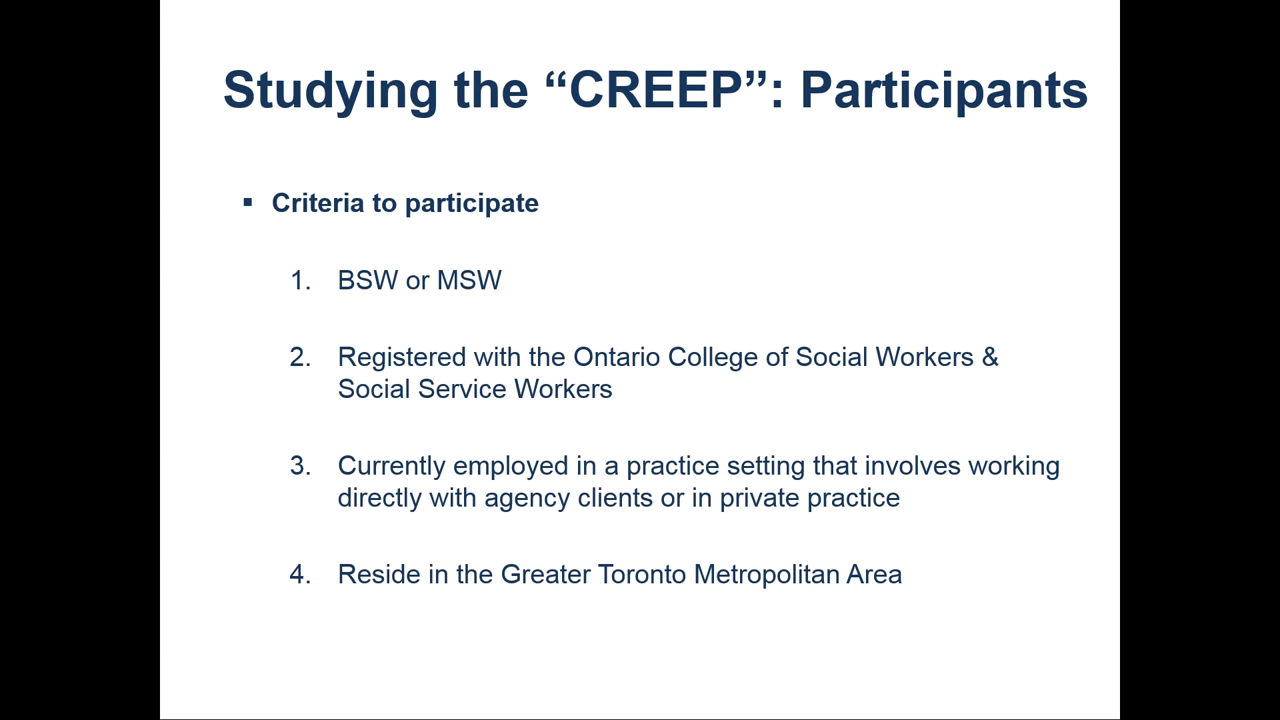 Studying the “CREEP”: Participants
▪ Criteria to participate
1. BSW or MSW
2. Registered with the Ontario College of Social Workers &
Social Service Workers
3. Currently employed in a practice setting that involves working
directly with agency clients or in private practice
4. Reside in the Greater Toronto Metropolitan Area